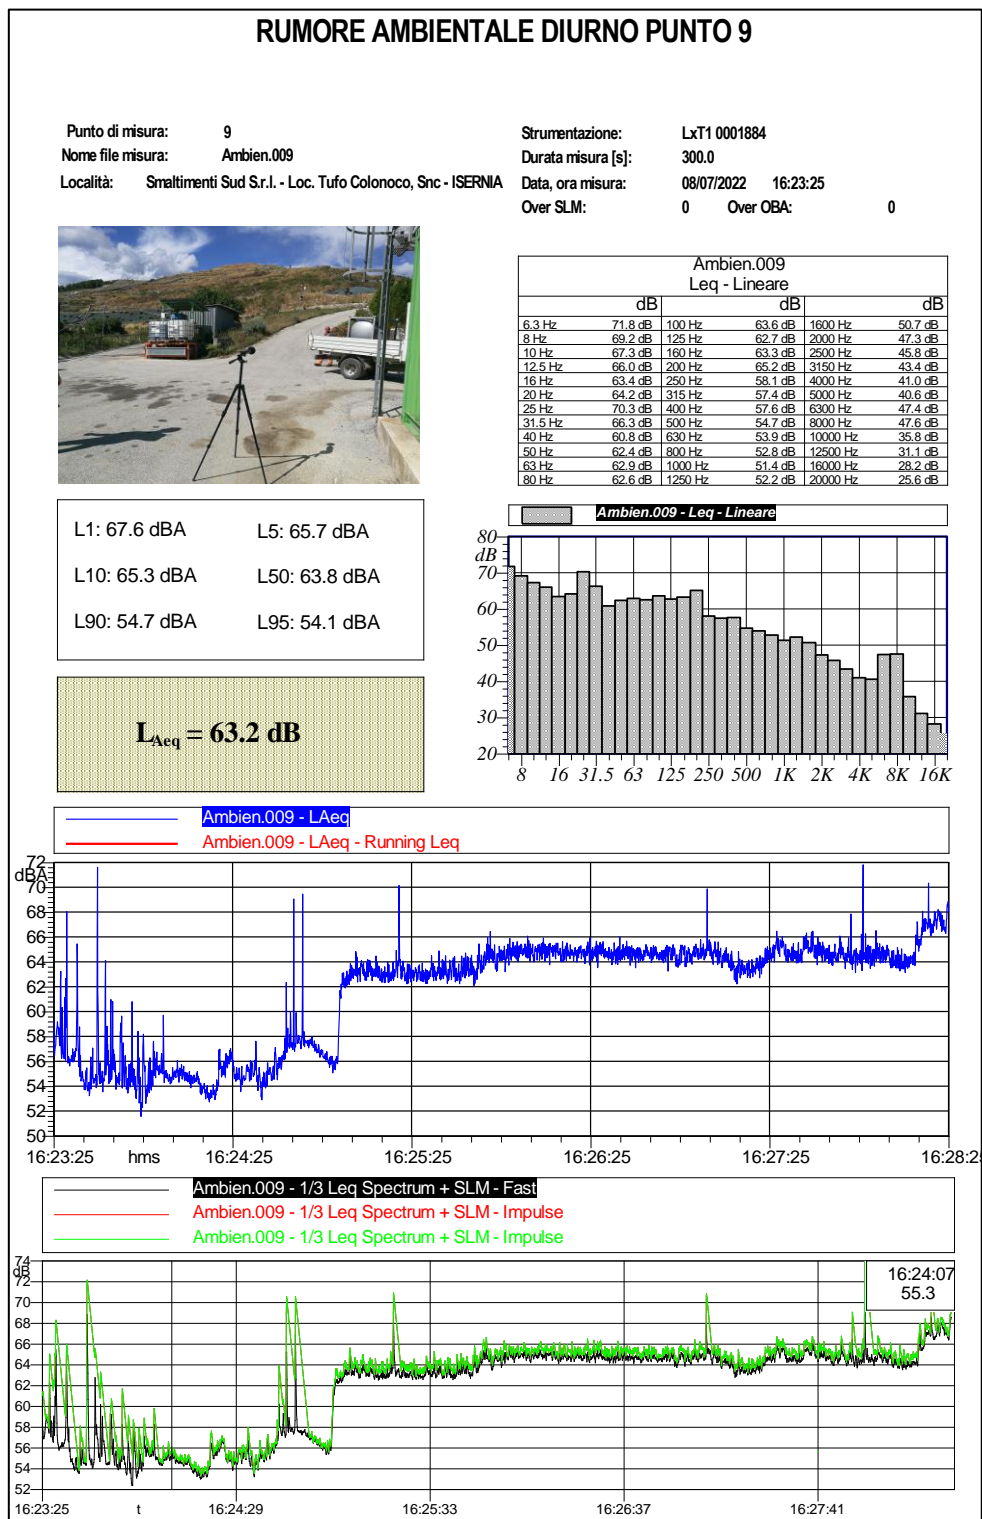 RUMORE AMBIENTALE DIURNO PUNTO 9
Punto di misura: 9
Nome file misura: Ambien.009
Località: Smaltimenti Sud S.r.l. - Loc. Tufo Colonoco, Snc - ISERNIA
Strumentazione: LxT1 0001884
Durata misura [s]: 300.0
Data, ora misura: 08/07/2022 16:23:25
Over SLM: 0 Over OBA: 0
Ambien.009
Leq - Lineare
dB dB dB
6.3 Hz 71.8 dB 100 Hz 63.6 dB 1600 Hz 50.7 dB
8 Hz 69.2 dB 125 Hz 62.7 dB 2000 Hz 47.3 dB
10 Hz 67.3 dB 160 Hz 63.3 dB 2500 Hz 45.8 dB
12.5 Hz 66.0 dB 200 Hz 65.2 dB 3150 Hz 43.4 dB
16 Hz 63.4 dB 250 Hz 58.1 dB 4000 Hz 41.0 dB
20 Hz 64.2 dB 315 Hz 57.4 dB 5000 Hz 40.6 dB
25 Hz 70.3 dB 400 Hz 57.6 dB 6300 Hz 47.4 dB
31.5 Hz 66.3 dB 500 Hz 54.7 dB 8000 Hz 47.6 dB
40 Hz 60.8 dB 630 Hz 53.9 dB 10000 Hz 35.8 dB
50 Hz 62.4 dB 800 Hz 52.8 dB 12500 Hz 31.1 dB
63 Hz 62.9 dB 1000 Hz 51.4 dB 16000 Hz 28.2 dB
80 Hz 62.6 dB 1250 Hz 52.2 dB 20000 Hz 25.6 dB
L1: 67.6 dBA L5: 65.7 dBA
L10: 65.3 dBA L50: 63.8 dBA
L90: 54.7 dBA L95: 54.1 dBA
LAeq = 63.2 dB
Ambien.009 - Leq - Lineare
80
dB
70
60
50
40
30
20
8 16 31.5 63 125 250 500 1K 2K 4K 8K 16K
Ambien.009 - LAeq
Ambien.009 - LAeq - Running Leq
72
dBA
70
68
66
64
62
60
58
56
54
52
50
16:23:25 hms 16:24:25 16:25:25 16:26:25 16:27:25 16:28:25
Ambien.009 - 1/3 Leq Spectrum + SLM - Fast
Ambien.009 - 1/3 Leq Spectrum + SLM - Impulse
Ambien.009 - 1/3 Leq Spectrum + SLM - Impulse
74
dB
72
70
68
66
64
62
60
58
56
54
52
16:24:07
55.3
16:23:25 t 16:24:29 16:25:33 16:26:37 16:27:41